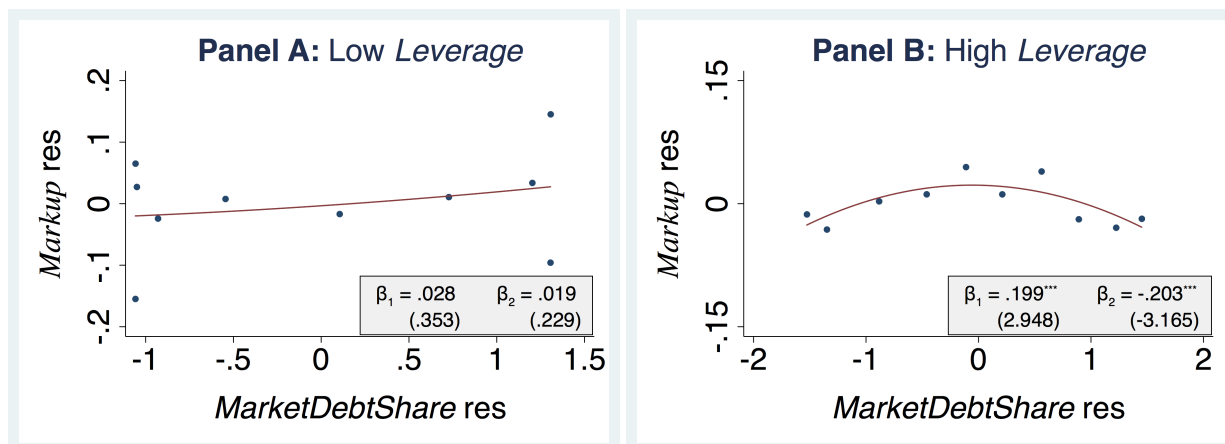 Panel A: Low Leverage
.2
.1
0
-.1
-.2
Markup res
β1 = .028 β2 = .019
(.353) (.229)
-1 -.5 0 .5 1 1.5
MarketDebtShare res
Panel B: High Leverage
.15
0
-.15
Markup res
β1 = .199*** β2 = -.203***
(2.948) (-3.165)
-2 -1 0 1 2
MarketDebtShare res